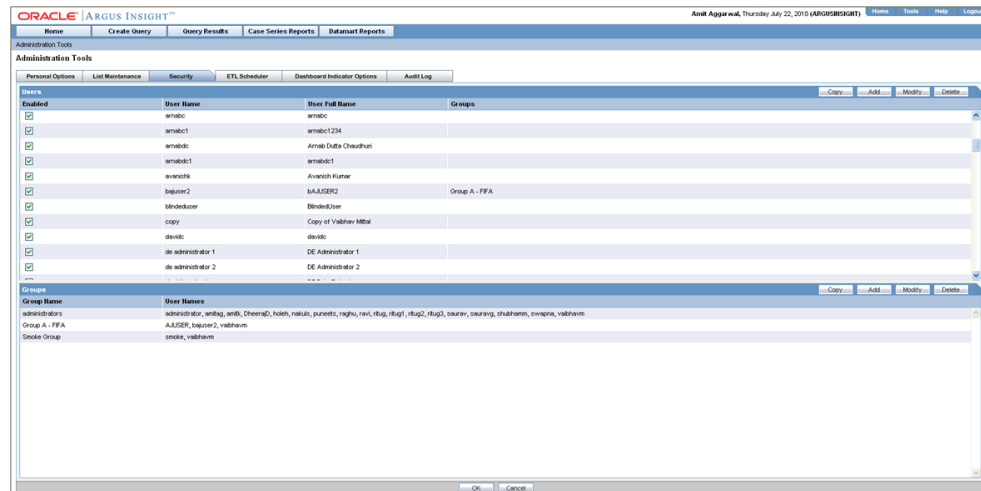 ORACLE® ARGUS INSIGHT™
Amit Aggarwal, Thursday July 22, 2010 (ARGUSINSIGHT) Home Tools Help Logou
Home Create Query Query Results Case Series Reports Datamart Reports
Administration Tools
Administration Tools
Personal Options List Maintenance Security ETL Scheduler Dashboard Indicator Options Audit Log
Users Copy Add Modify Delete
Enabled User Name User Full Name Groups
arnabc arnabc
arnabc1 arnabc1234
arnabdc Arnab Dutta Chaudhuri
arnabdc1 arnabdc1
avanishk Avanish Kumar
bajuser2 bAJUSER2 Group A - FIFA
blindeduser BlindedUser
copy Copy of Vaibhav Mittal
davidc davidc
de administrator 1 DE Administrator 1
de administrator 2 DE Administrator 2
Groups Copy Add Modify Delete
Group Name User Names
administrators administrator, amitag, amitk, DheerajD, holeh, nakuls, puneets, raghu, ravi, ritug, ritug1, ritug2, ritug3, saurav, sauravg, shubhamm, swapna, vaibhavm
Group A - FIFA AJUSER, bajuser2, vaibhavm
Smoke Group smoke, vaibhavm
OK Cancel